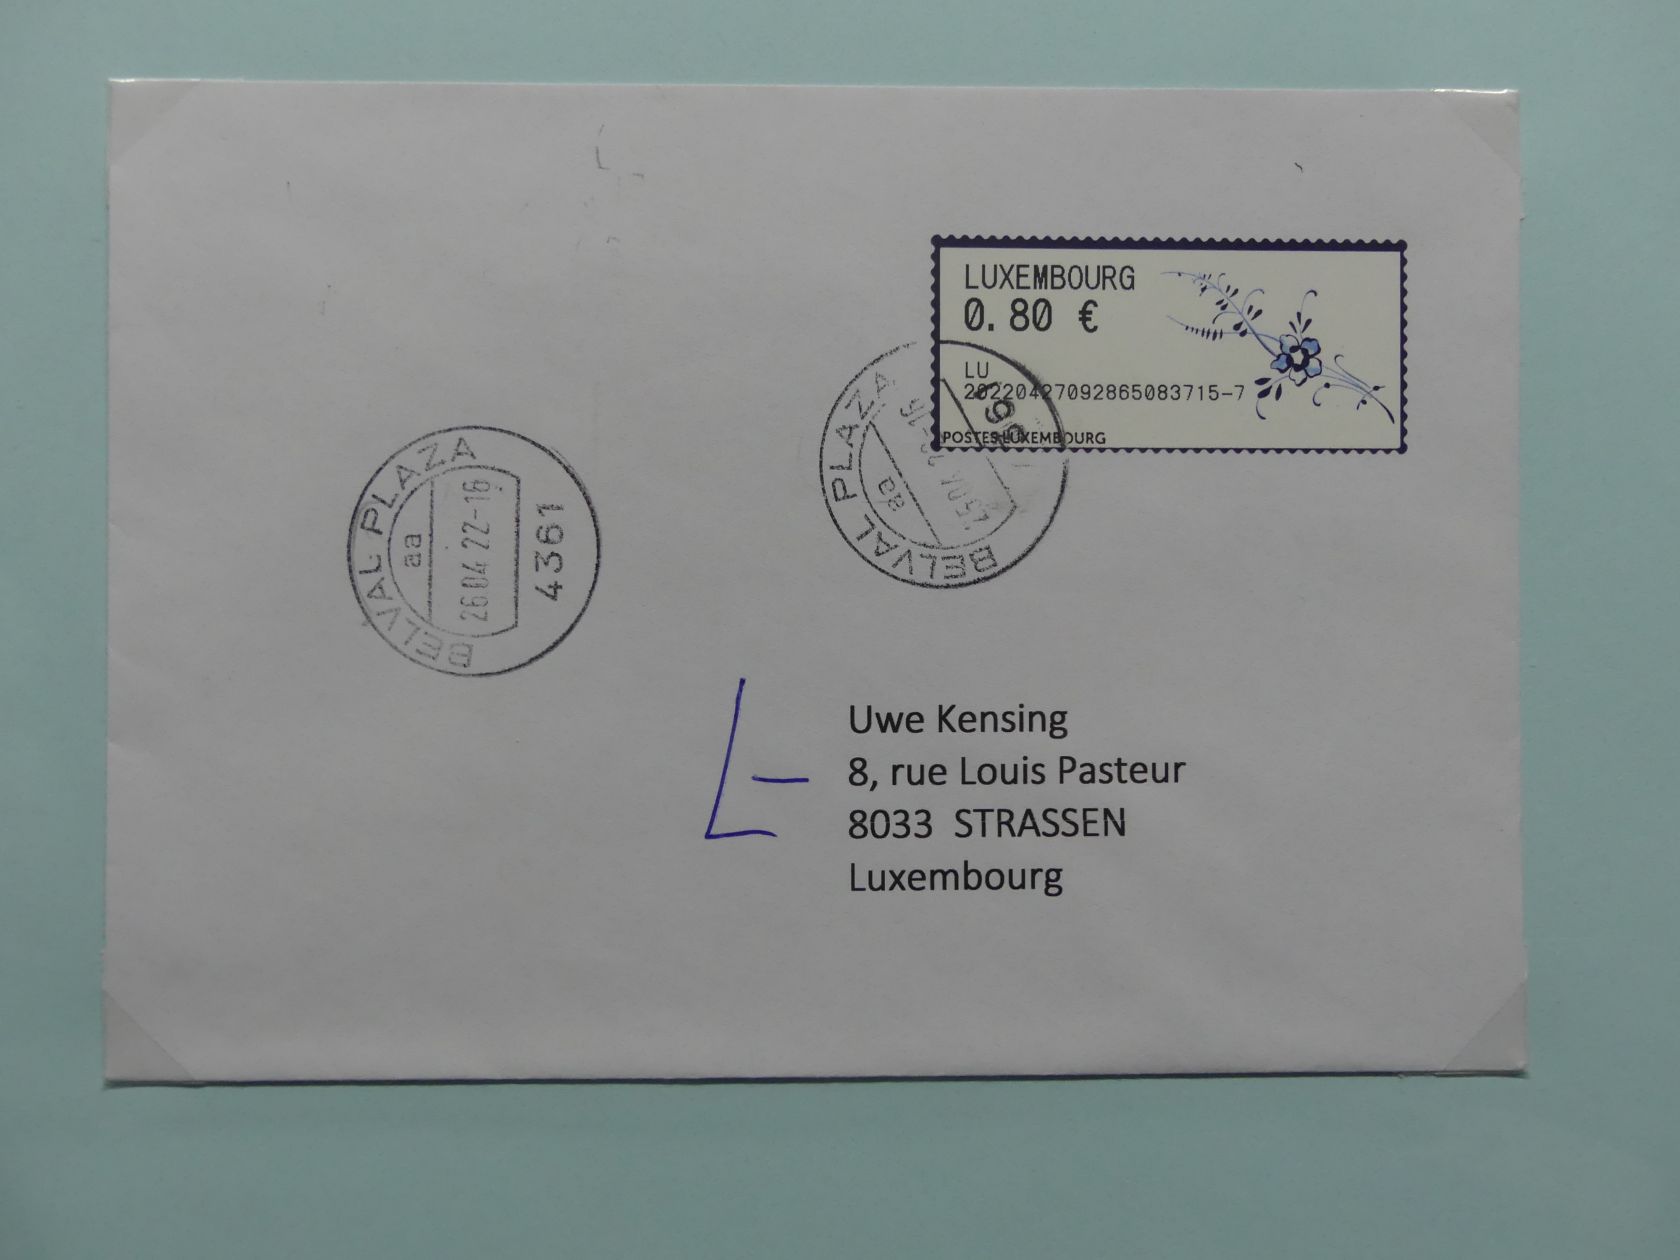 LUXEMBOURG
0.80 €
LU
20220427092865083715-7
POSTES LUXEMBOURG
BELVAL PLAZA
aa
BELVAL PLAZA
aa
26.04.22-16
4361
L-
Uwe Kensing
8, rue Louis Pasteur
8033 STRASSEN
Luxembourg